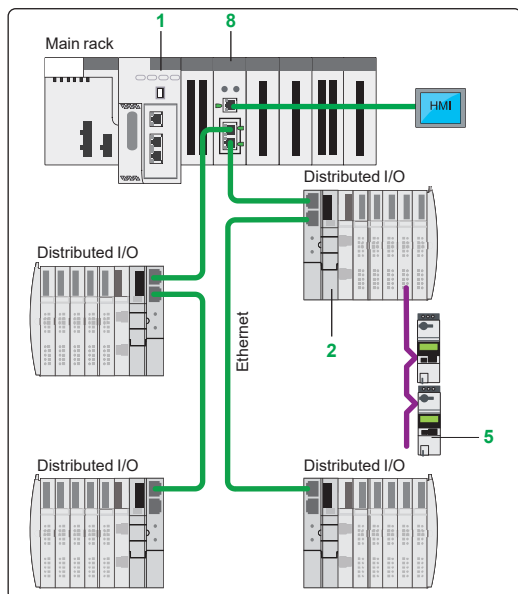 1
8
Main rack
HMI
Distributed I/O
Distributed I/O
Ethernet
2
5
Distributed I/O
Distributed I/O